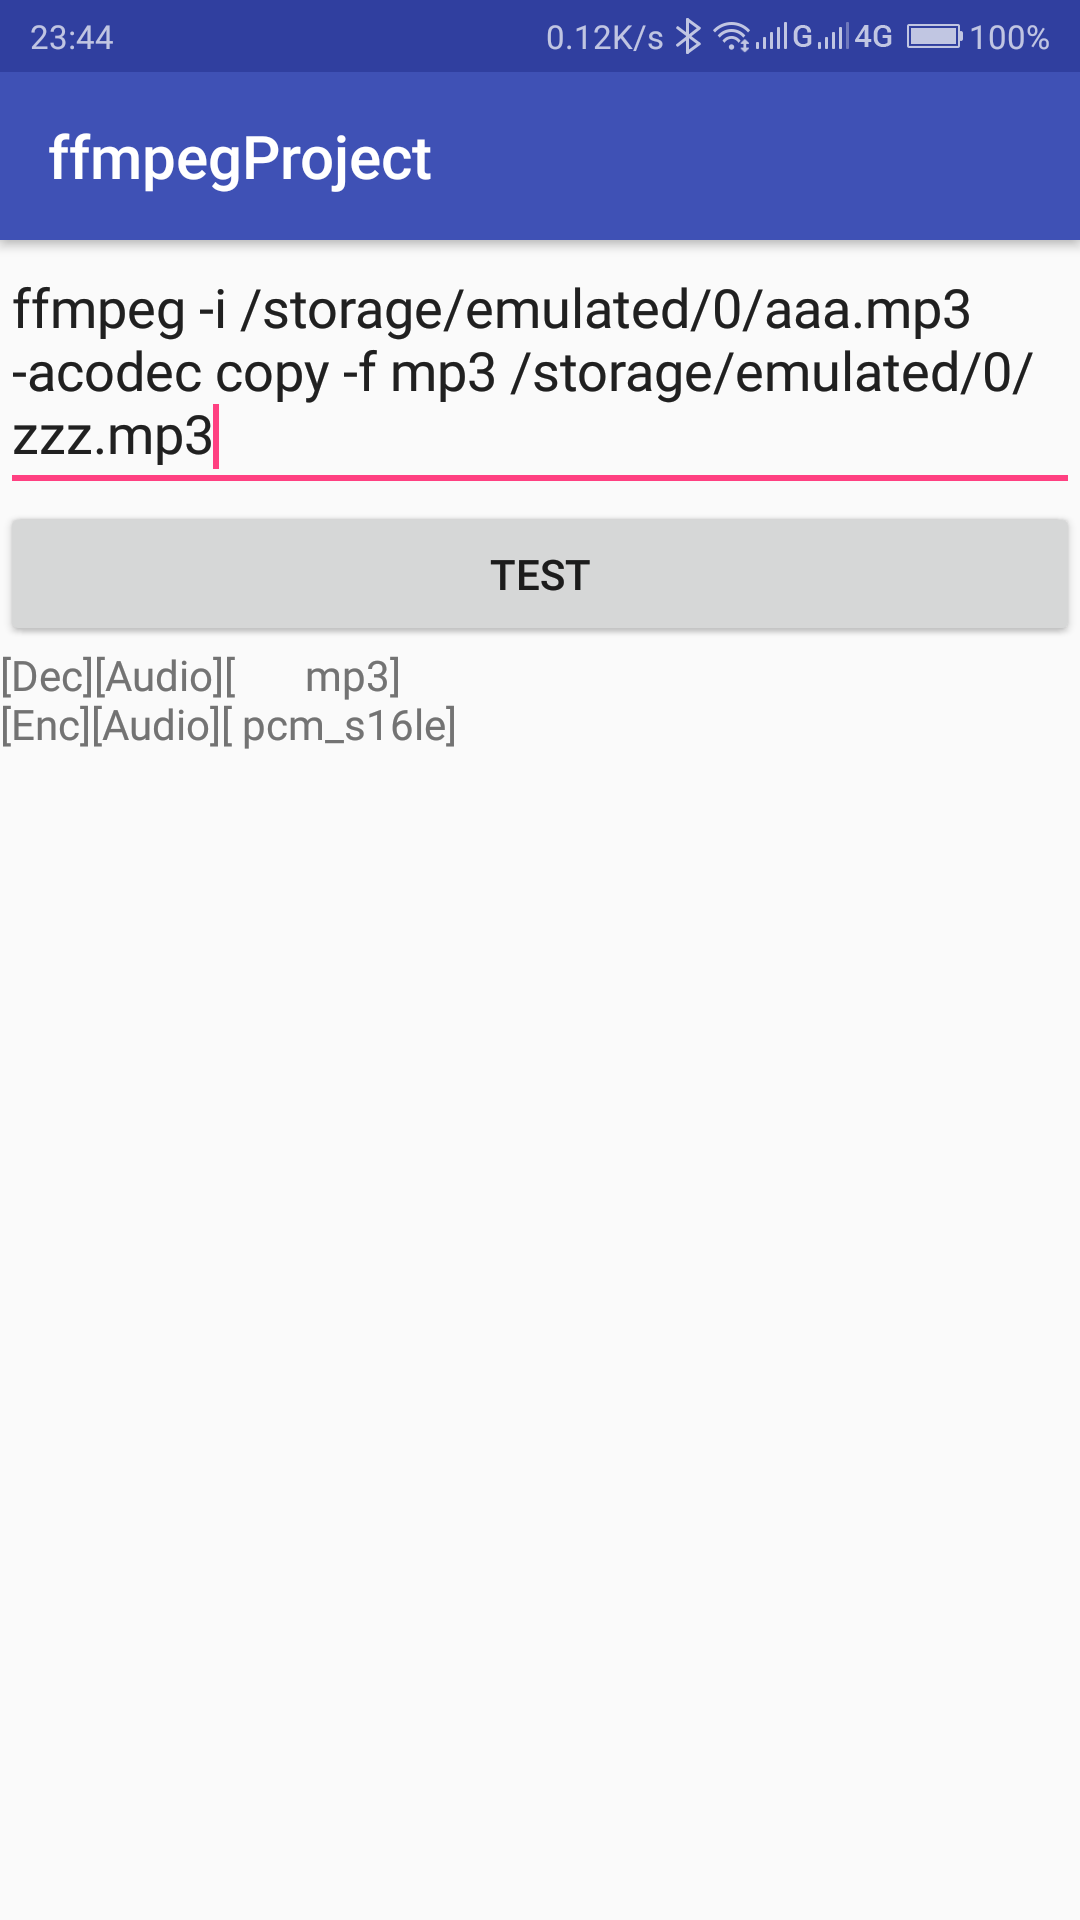 23:44 0.12K/s G 4G 100%
ffmpegProject
ffmpeg -i /storage/emulated/0/aaa.mp3
-acodec copy -f mp3 /storage/emulated/0/
zzz.mp3
TEST
[Dec][Audio][      mp3]
[Enc][Audio][ pcm_s16le]